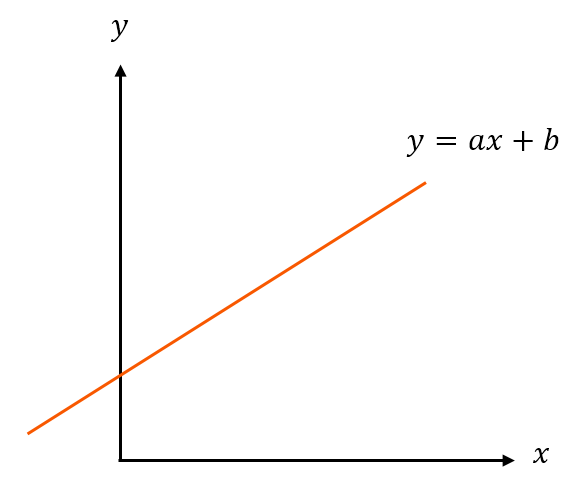 y
y = ax + b
x